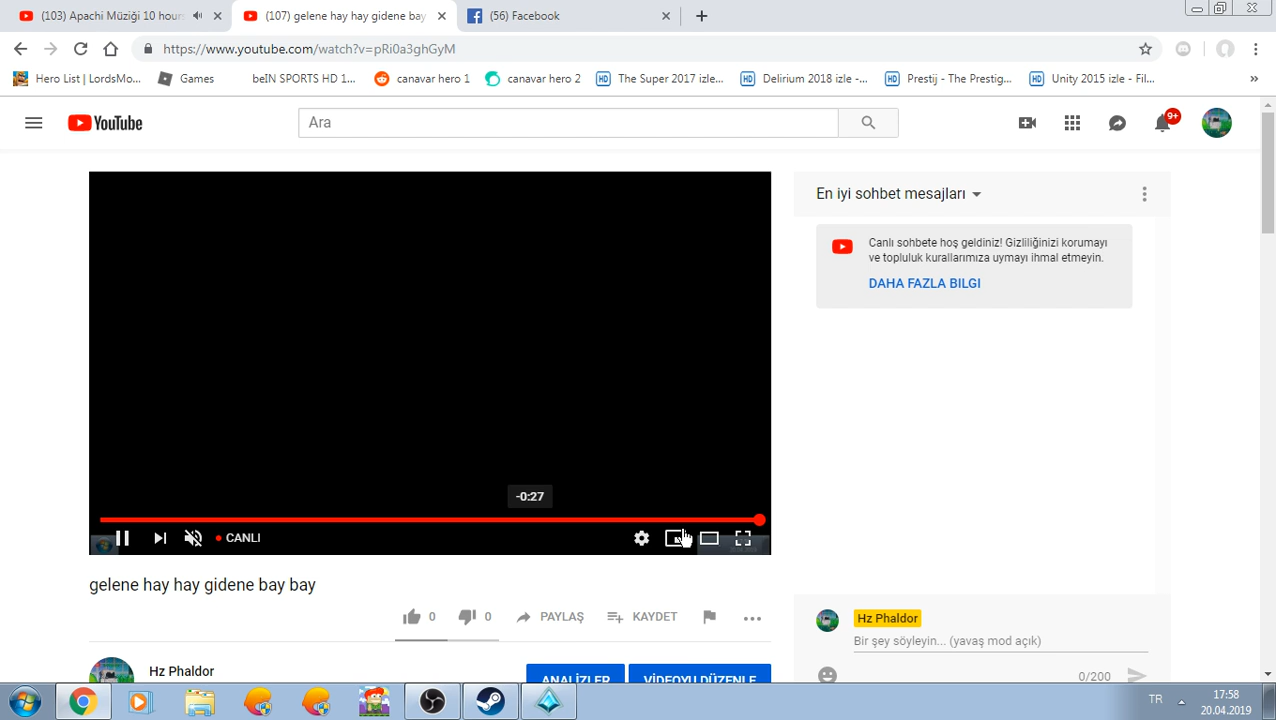 (103) Apachi Müziği 10 hours
(107) gelene hay hay gidene bay
(56) Facebook
https://www.youtube.com/watch?v=pRi0a3ghGyM
Hero List | LordsMo...
Games
beIN SPORTS HD 1...
canavar hero 1
canavar hero 2
The Super 2017 izle...
Delirium 2018 izle -...
Prestij - The Prestig...
Unity 2015 izle - Fil...
YouTube
Ara
9+
En iyi sohbet mesajları
Canlı sohbete hoş geldiniz! Gizliliğinizi korumayı
ve topluluk kurallarımıza uymayı ihmal etmeyin.
DAHA FAZLA BILGI
-0:27
CANLI
gelene hay hay gidene bay bay
0
0
PAYLAŞ
KAYDET
Hz Phaldor
Bir şey söyleyin... (yavaş mod açık)
0/200
Hz Phaldor
ANALİZLER
VİDEOYU DÜZENLE
TR
17:58
20.04.2019